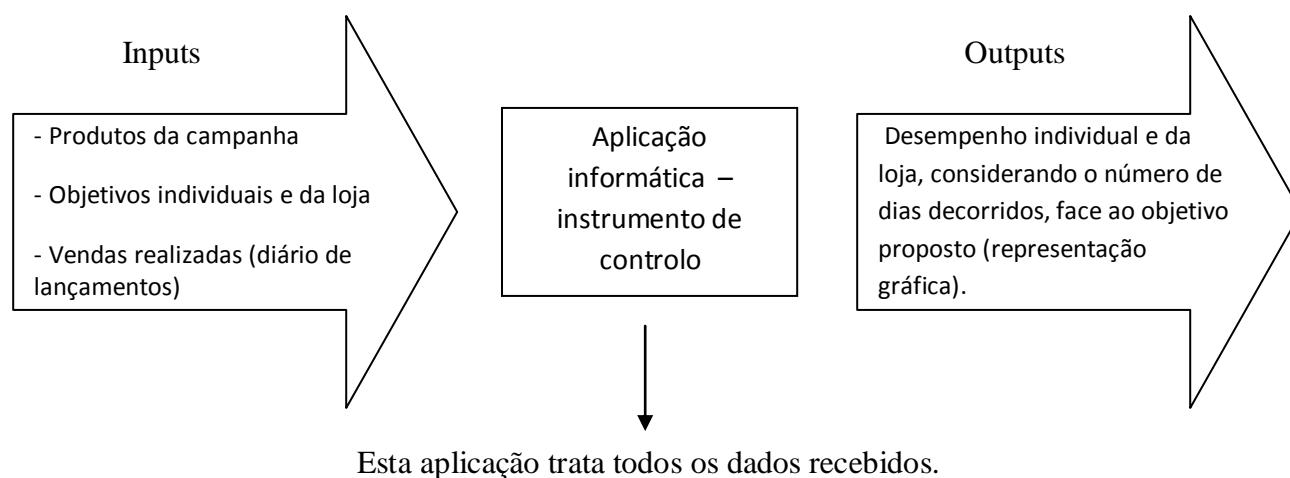 Inputs
- Produtos da campanha
- Objetivos individuais e da loja
- Vendas realizadas (diário de
lançamentos)
Aplicação
informática –
instrumento de
controlo
Outputs
Desempenho individual e da
loja, considerando o número de
dias decorridos, face ao objetivo
proposto (representação
gráfica).
Esta aplicação trata todos os dados recebidos.